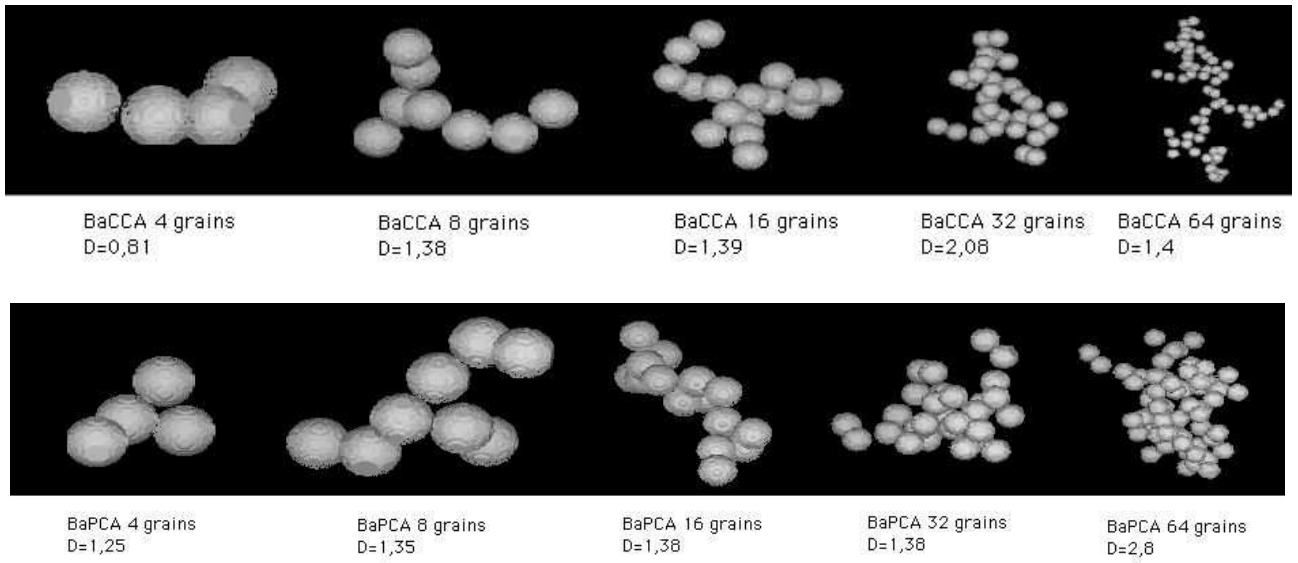 BaCCA 4 grains
D=0,81
BaCCA 8 grains
D=1,38
BaCCA 16 grains
D=1,39
BaCCA 32 grains
D=2,08
BaCCA 64 grains
D=1,4
BaPCA 4 grains
D=1,25
BaPCA 8 grains
D=1,35
BaPCA 16 grains
D=1,38
BaPCA 32 grains
D=1,38
BaPCA 64 grains
D=2,8